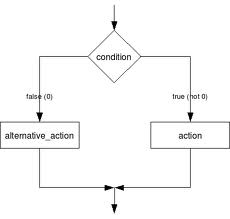 condition
false (0)
true (not 0)
alternative_action
action